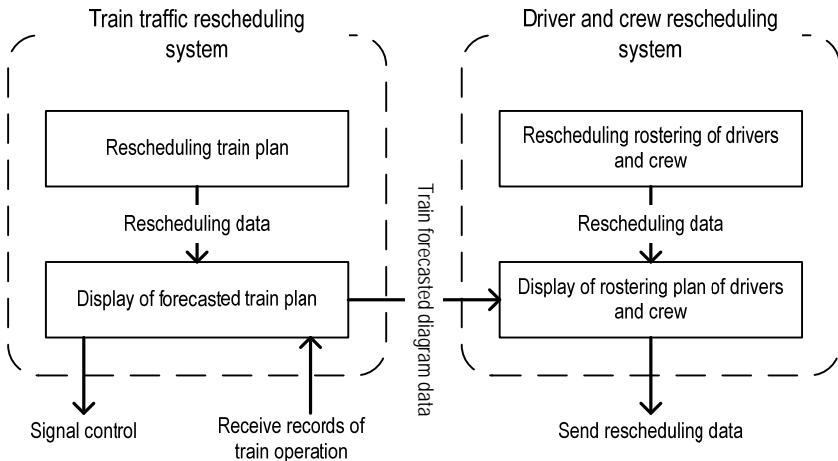 Train traffic rescheduling
system
Rescheduling train plan
Rescheduling data
Display of forecasted train plan
Signal control
Receive records of
train operation
Train forecasted diagram data
Driver and crew rescheduling
system
Rescheduling rostering of drivers
and crew
Rescheduling data
Display of rostering plan of drivers
and crew
Send rescheduling data